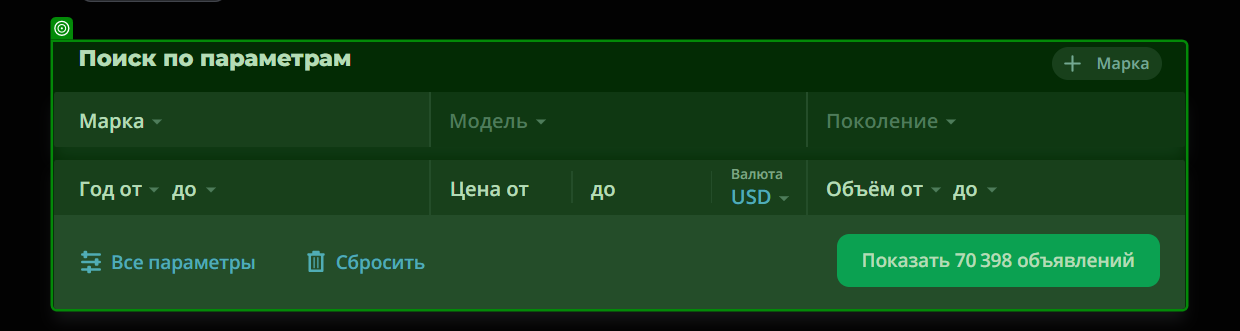 Поиск по параметрам
Марка
Марка Модель Поколение
Валюта
Год от до Цена от до USD Объём от до
Все параметры Сбросить Показать 70 398 объявлений